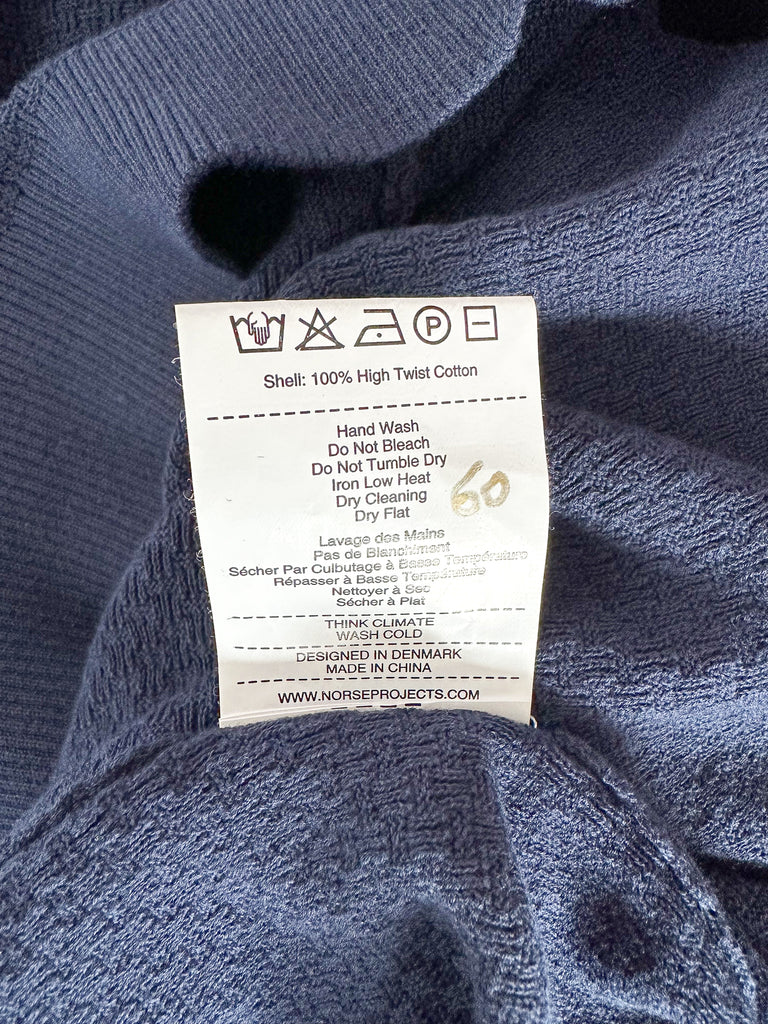 P
Shell: 100% High Twist Cotton
Hand Wash
Do Not Bleach
Do Not Tumble Dry
Iron Low Heat
Dry Cleaning
Dry Flat
60
Lavage des Mains
Pas de Blanchiment
Sécher Par Culbutage à Basse Température
Répasser à Basse Température
Nettoyer à Sec
Sécher à Plat
THINK CLIMATE
WASH COLD
DESIGNED IN DENMARK
MADE IN CHINA
WWW.NORSEPROJECTS.COM